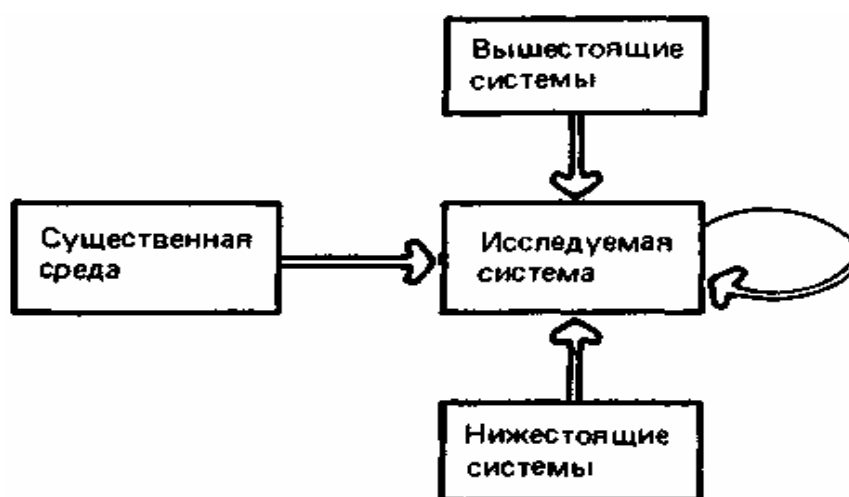 Вышестоящие
системы
Существенная
среда
Исследуемая
система
Нижестоящие
системы